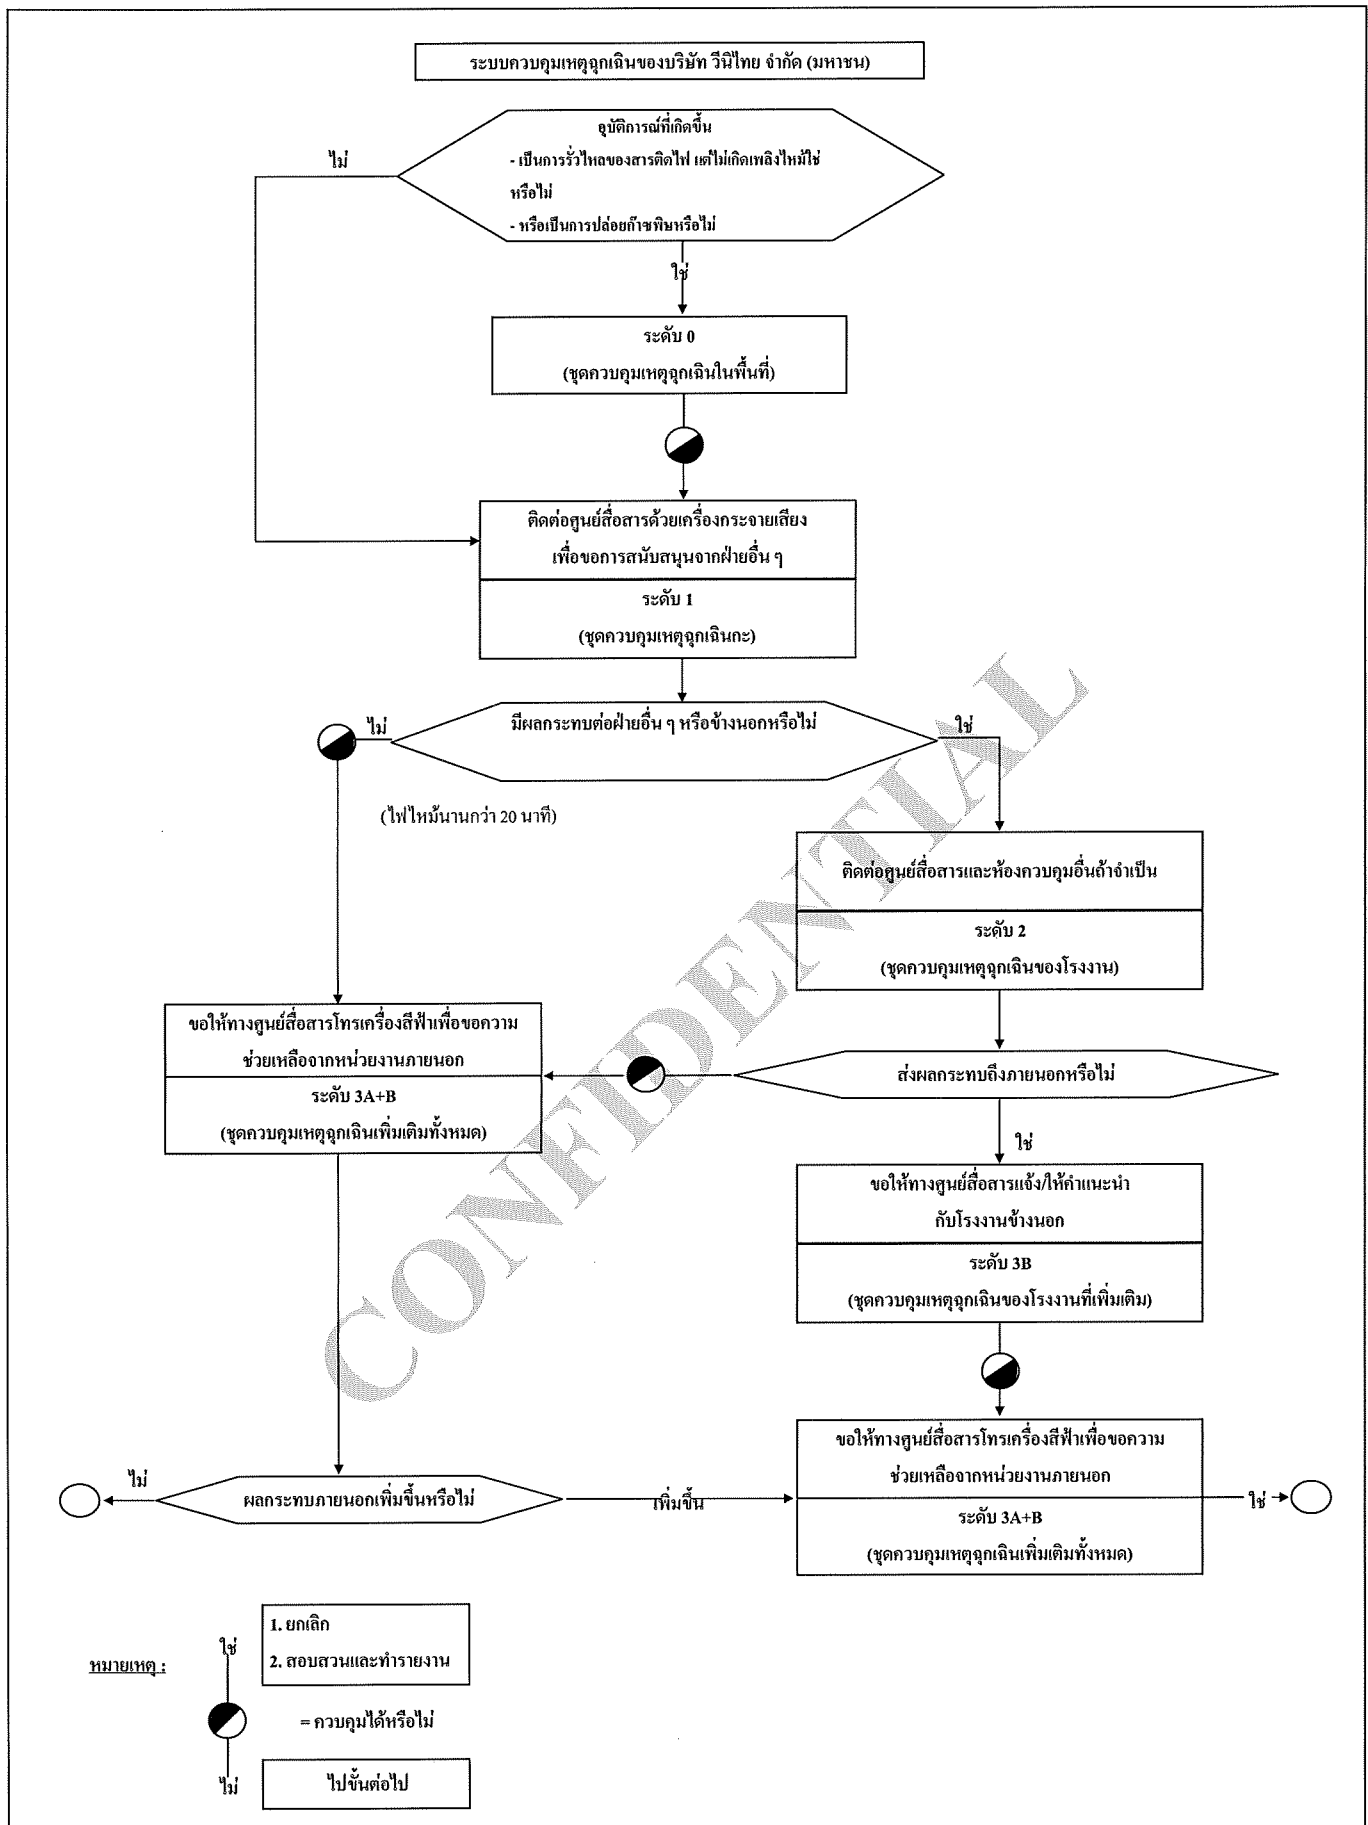 ระบบควบคุมเหตุฉุกเฉินของบริษัท วีนิไทย จำกัด (มหาชน)
อุบัติการณ์ที่เกิดขึ้น
- เป็นการรั่วไหลของสารติดไฟ แต่ไม่เกิดเพลิงไหม้ใช่
หรือไม่
- หรือเป็นการปล่อยก๊าซพิษหรือไม่
ไม่
ใช่
ระดับ 0
(ชุดควบคุมเหตุฉุกเฉินในพื้นที่)
ติดต่อศูนย์สื่อสารด้วยเครื่องกระจายเสียง
เพื่อขอการสนับสนุนจากฝ่ายอื่น ๆ
ระดับ 1
(ชุดควบคุมเหตุฉุกเฉินกะ)
มีผลกระทบต่อฝ่ายอื่น ๆ หรือข้างนอกหรือไม่
ไม่
ใช่
(ไฟไหม้นานกว่า 20 นาที)
ติดต่อศูนย์สื่อสารและห้องควบคุมอื่นถ้าจำเป็น
ระดับ 2
(ชุดควบคุมเหตุฉุกเฉินของโรงงาน)
ขอให้ทางศูนย์สื่อสารโทรเครื่องสีฟ้าเพื่อขอความ
ช่วยเหลือจากหน่วยงานภายนอก
ระดับ 3A+B
(ชุดควบคุมเหตุฉุกเฉินเพิ่มเติมทั้งหมด)
ส่งผลกระทบถึงภายนอกหรือไม่
ใช่
ขอให้ทางศูนย์สื่อสารแจ้ง/ให้คำแนะนำ
กับโรงงานข้างนอก
ระดับ 3B
(ชุดควบคุมเหตุฉุกเฉินของโรงงานที่เพิ่มเติม)
ขอให้ทางศูนย์สื่อสารโทรเครื่องสีฟ้าเพื่อขอความ
ช่วยเหลือจากหน่วยงานภายนอก
ระดับ 3A+B
(ชุดควบคุมเหตุฉุกเฉินเพิ่มเติมทั้งหมด)
ไม่
ผลกระทบภายนอกเพิ่มขึ้นหรือไม่
เพิ่มขึ้น
ใช่
CONFIDENTIAL
หมายเหตุ :
ใช่
1. ยกเลิก
2. สอบสวนและทำรายงาน
= ควบคุมได้หรือไม่
ไม่
ไปขั้นต่อไป